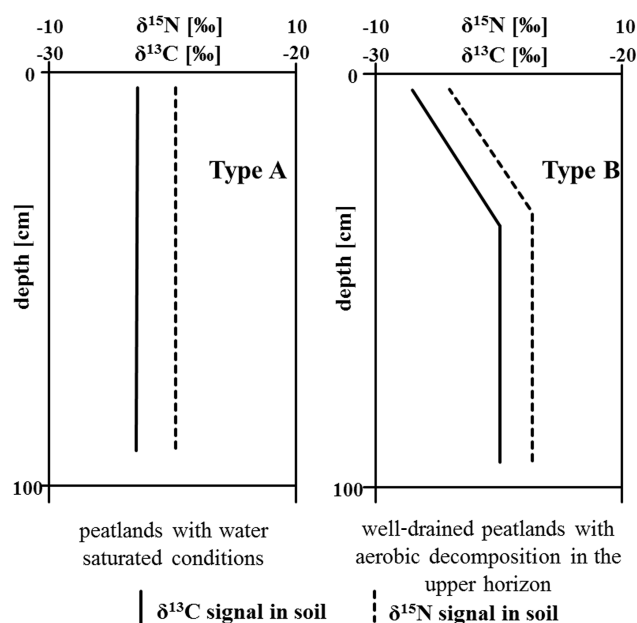 -10 δ¹⁵N [‰] 10
-30 δ¹³C [‰] -20
0
Type A
depth [cm]
100
peatlands with water
saturated conditions
-10 δ¹⁵N [‰] 10
-30 δ¹³C [‰] -20
0
Type B
depth [cm]
100
well-drained peatlands with
aerobic decomposition in the
upper horizon
δ¹³C signal in soil
δ¹⁵N signal in soil